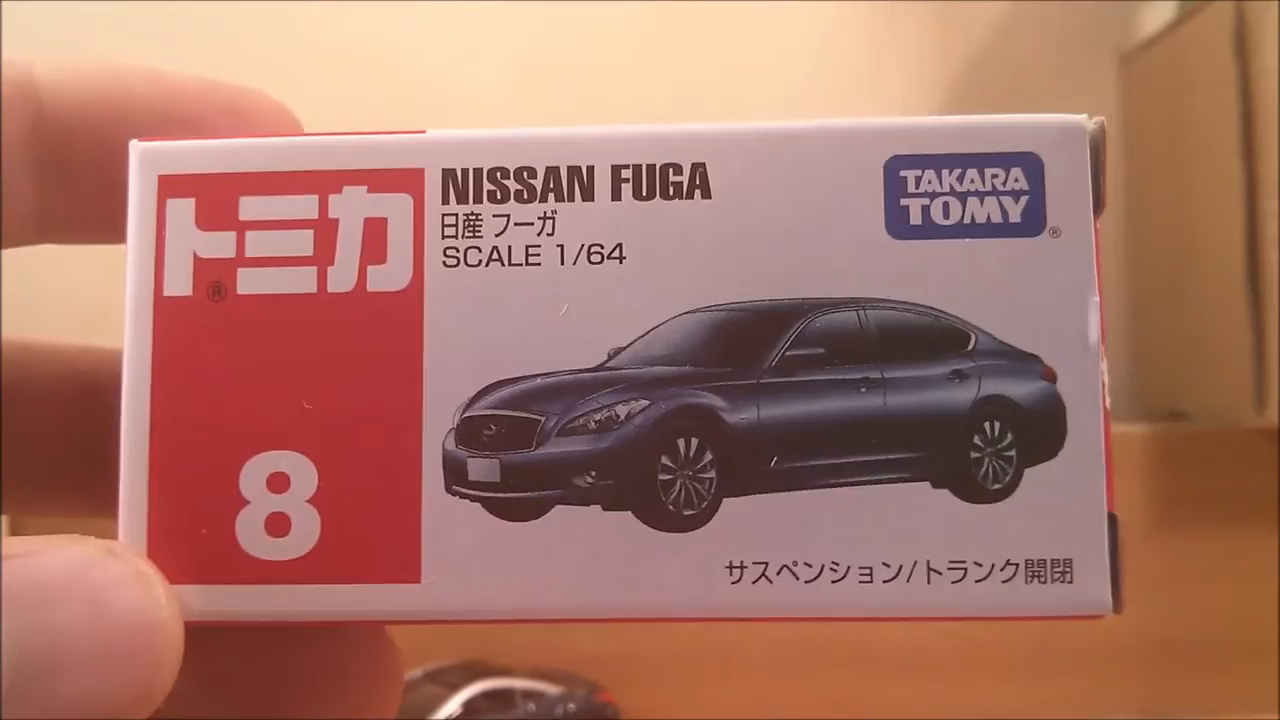 トミカ
®
8
NISSAN FUGA
日産 フーガ
SCALE 1/64
TAKARA
TOMY
®
サスペンション/トランク開閉